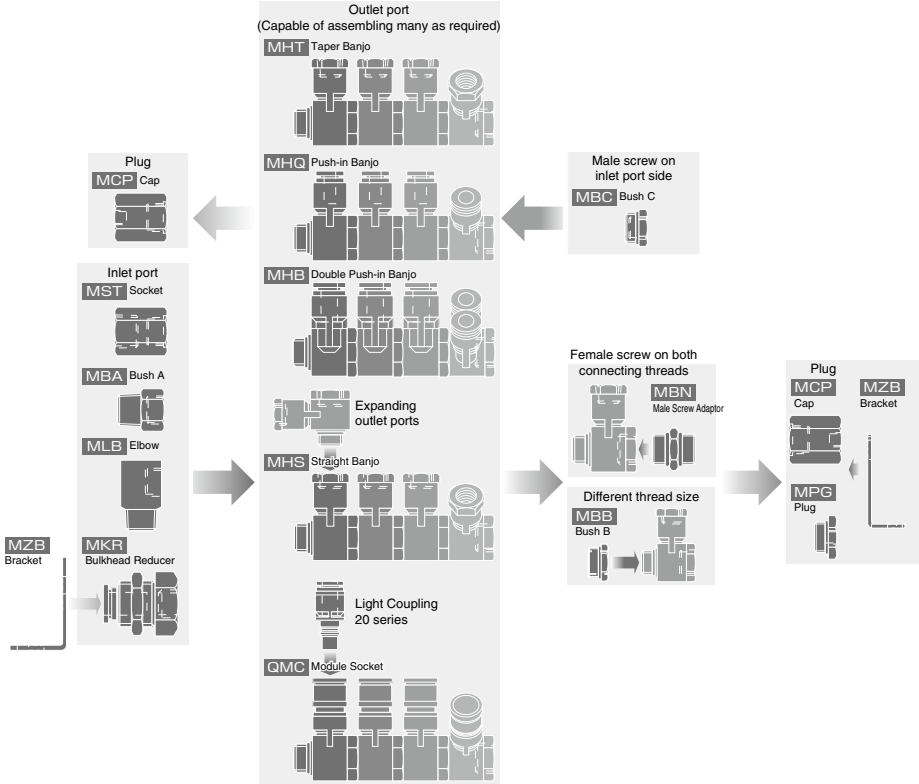 Outlet port
(Capable of assembling many as required)
MHT Taper Banjo
MHQ Push-in Banjo
MHB Double Push-in Banjo
Expanding
outlet ports
MHS Straight Banjo
Light Coupling
20 series
QMC Module Socket
Plug
MCP Cap
Inlet port
MST Socket
MBA Bush A
MLB Elbow
MKR
Bulkhead Reducer
MZB
Bracket
Male screw on
inlet port side
MBC Bush C
Female screw on both
connecting threads
MBN
Male Screw Adaptor
Different thread size
MBB
Bush B
Plug
MCP
Cap
MZB
Bracket
MPG
Plug